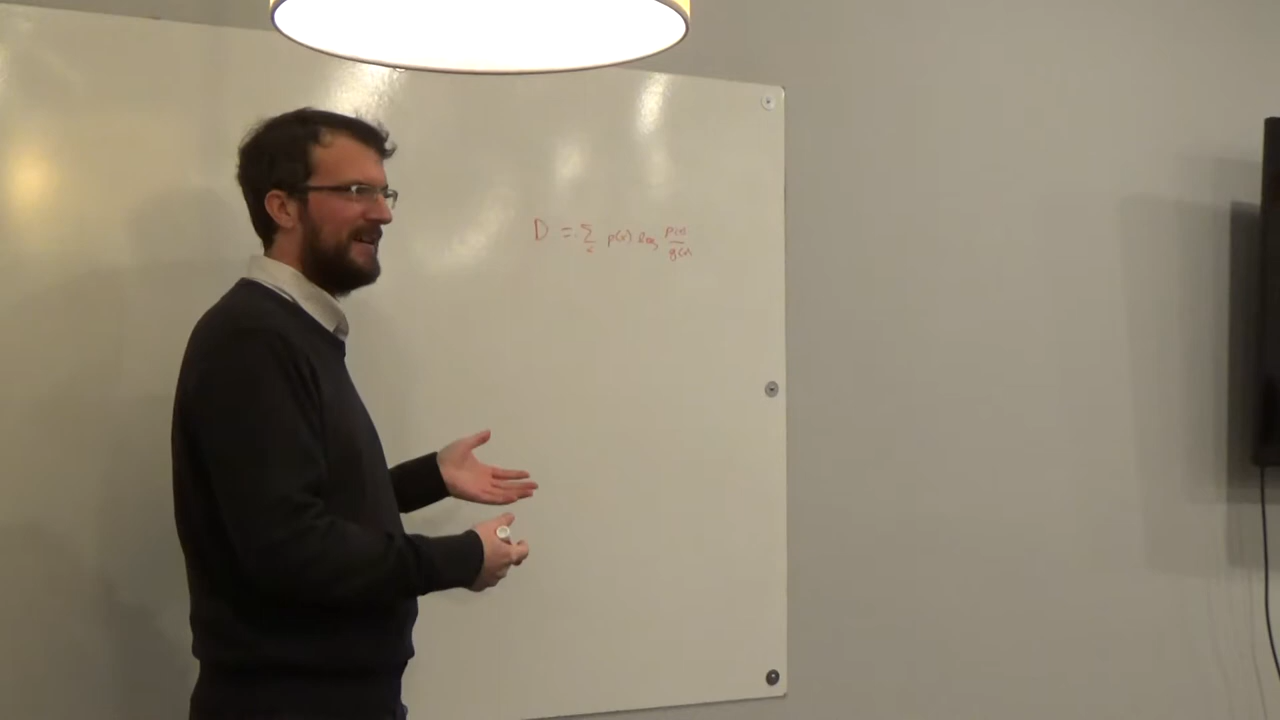 D = Σ p(x) log p(x)/q(x)
x